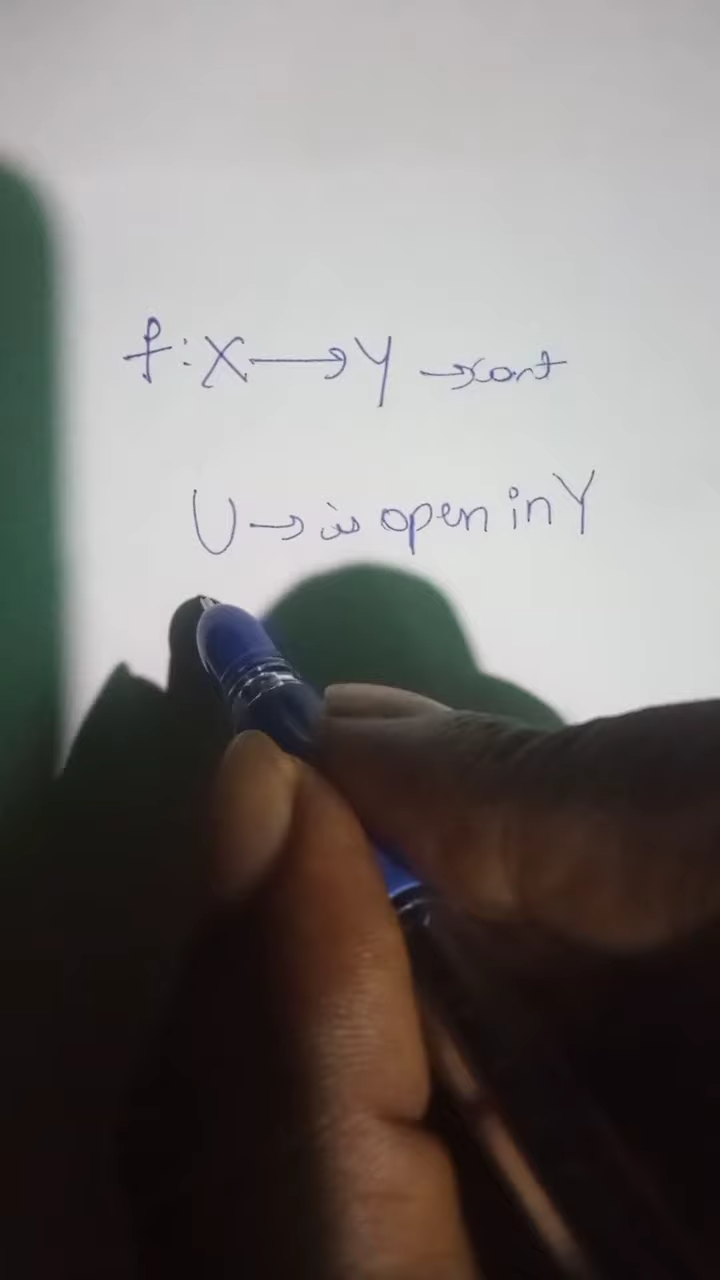 f: X → Y → cont
U → is open in Y